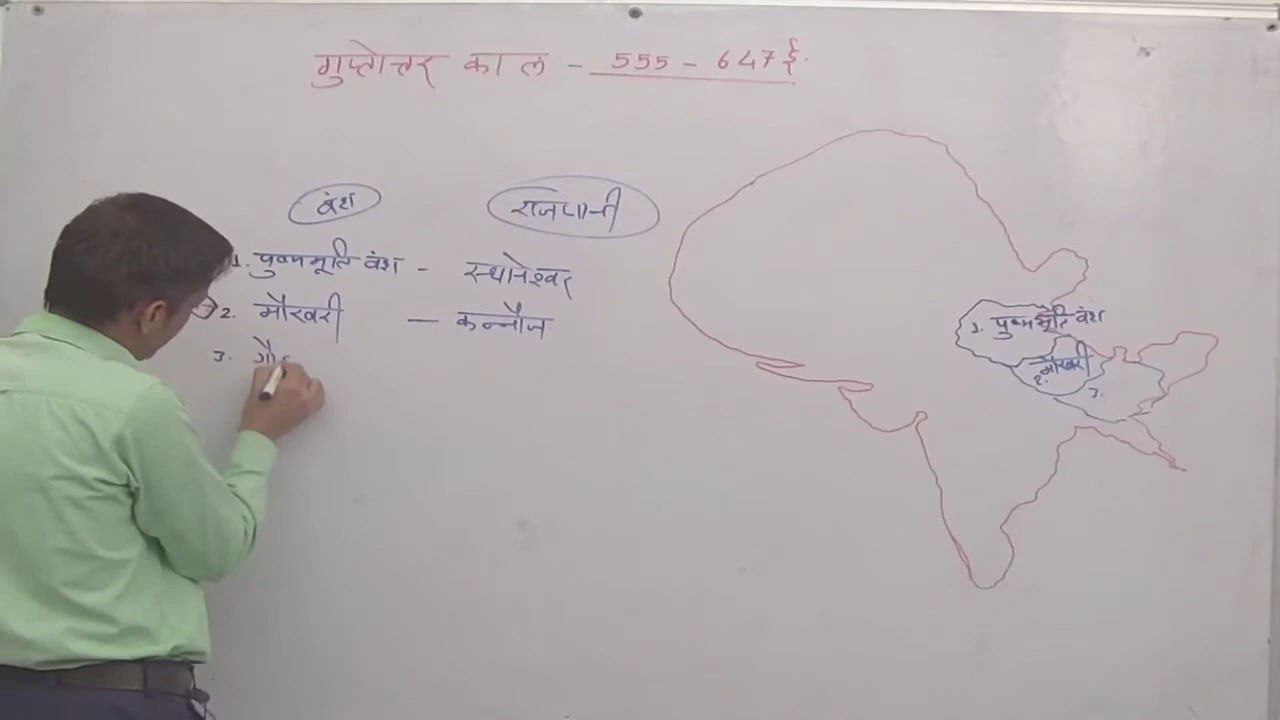 गुप्तोत्तर काल - 555 - 647 ई.
वंश राजधानी
1. पुष्यभूति वंश - स्थानेश्वर
2. मौखरी - कन्नौज
3. गौ
1. पुष्यभूति वंश
मौखरी
2.
3.